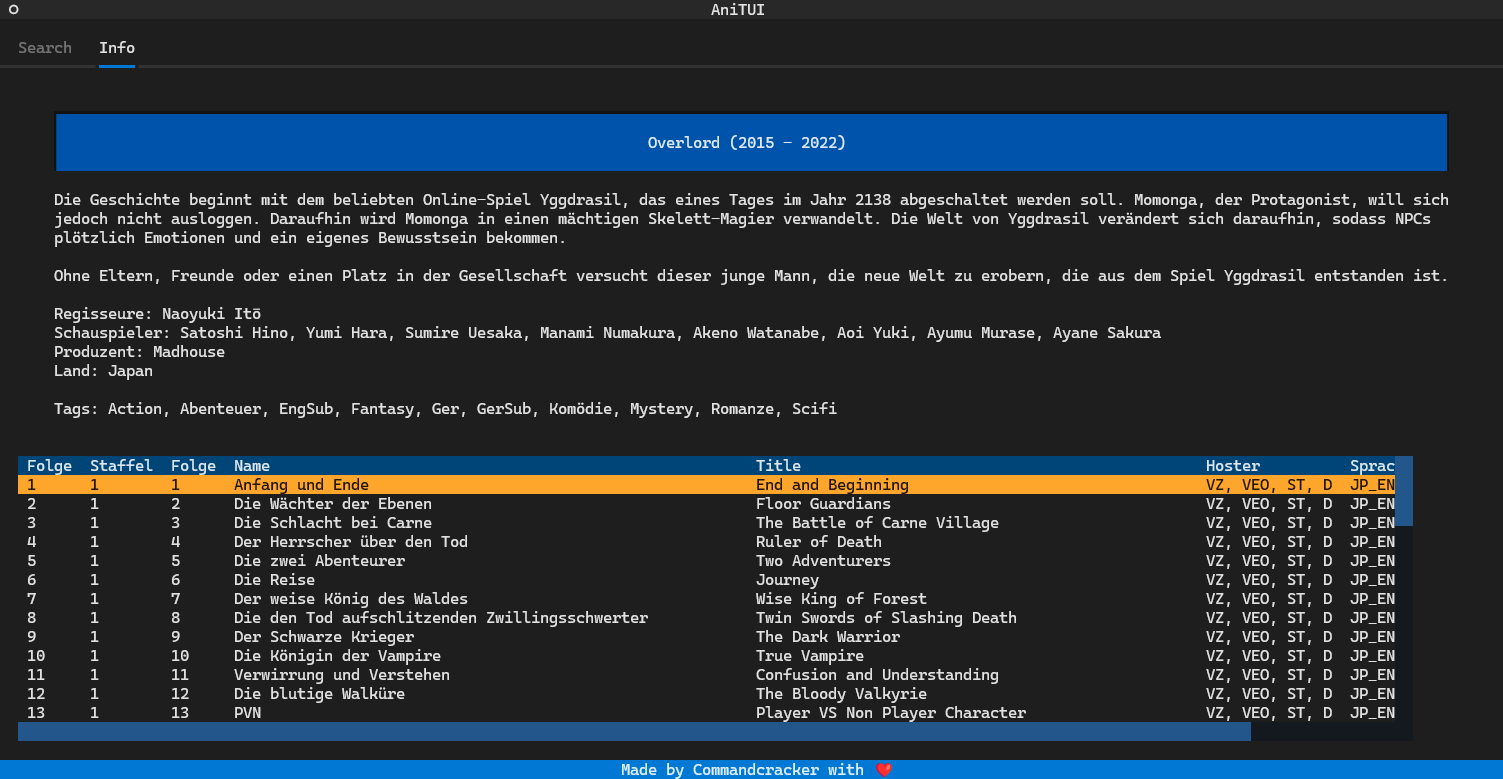 AniTUI
Search Info
Overlord (2015 - 2022)
Die Geschichte beginnt mit dem beliebten Online-Spiel Yggdrasil, das eines Tages im Jahr 2138 abgeschaltet werden soll. Momonga, der Protagonist, will sich
jedoch nicht ausloggen. Daraufhin wird Momonga in einen mächtigen Skelett-Magier verwandelt. Die Welt von Yggdrasil verändert sich daraufhin, sodass NPCs
plötzlich Emotionen und ein eigenes Bewusstsein bekommen.
Ohne Eltern, Freunde oder einen Platz in der Gesellschaft versucht dieser junge Mann, die neue Welt zu erobern, die aus dem Spiel Yggdrasil entstanden ist.
Regisseure: Naoyuki Itō
Schauspieler: Satoshi Hino, Yumi Hara, Sumire Uesaka, Manami Numakura, Akeno Watanabe, Aoi Yuki, Ayumu Murase, Ayane Sakura
Produzent: Madhouse
Land: Japan
Tags: Action, Abenteuer, EngSub, Fantasy, Ger, GerSub, Komödie, Mystery, Romanze, Scifi
Folge Staffel Folge Name Title Hoster Sprac
1 1 1 Anfang und Ende End and Beginning VZ, VEO, ST, D JP_EN
2 1 2 Die Wächter der Ebenen Floor Guardians VZ, VEO, ST, D JP_EN
3 1 3 Die Schlacht bei Carne The Battle of Carne Village VZ, VEO, ST, D JP_EN
4 1 4 Der Herrscher über den Tod Ruler of Death VZ, VEO, ST, D JP_EN
5 1 5 Die zwei Abenteurer Two Adventurers VZ, VEO, ST, D JP_EN
6 1 6 Die Reise Journey VZ, VEO, ST, D JP_EN
7 1 7 Der weise König des Waldes Wise King of Forest VZ, VEO, ST, D JP_EN
8 1 8 Die den Tod aufschlitzenden Zwillingsschwerter Twin Swords of Slashing Death VZ, VEO, ST, D JP_EN
9 1 9 Der Schwarze Krieger The Dark Warrior VZ, VEO, ST, D JP_EN
10 1 10 Die Königin der Vampire True Vampire VZ, VEO, ST, D JP_EN
11 1 11 Verwirrung und Verstehen Confusion and Understanding VZ, VEO, ST, D JP_EN
12 1 12 Die blutige Walküre The Bloody Valkyrie VZ, VEO, ST, D JP_EN
13 1 13 PVN Player VS Non Player Character VZ, VEO, ST, D JP_EN
Made by Commandcracker with ❤️